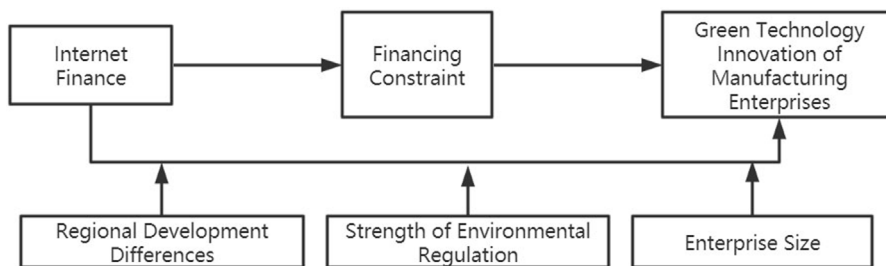 Internet
Finance
Financing
Constraint
Green Technology
Innovation of
Manufacturing
Enterprises
Regional Development
Differences
Strength of Environmental
Regulation
Enterprise Size